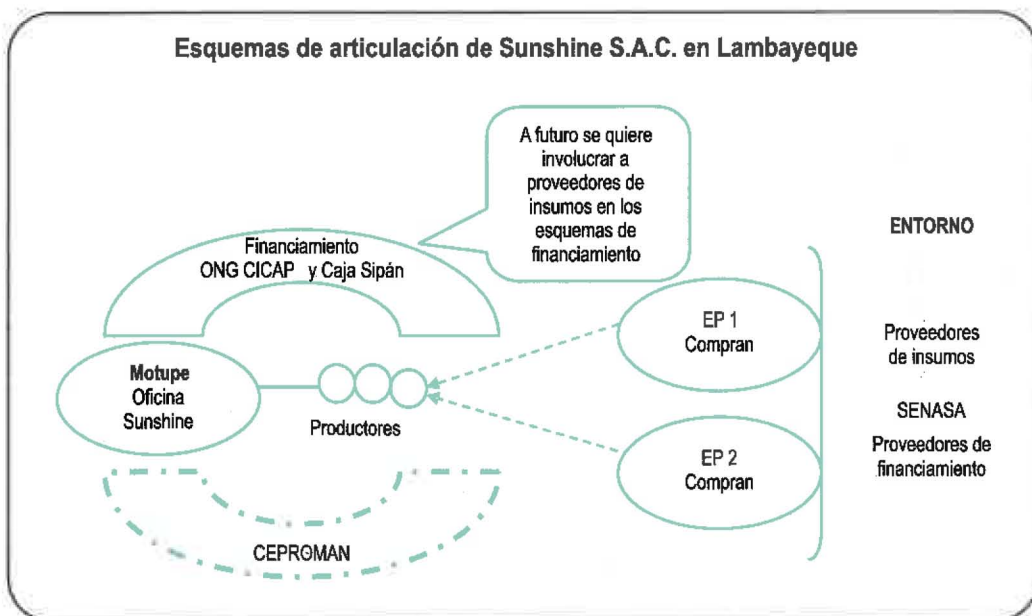 Esquemas de articulación de Sunshine S.A.C. en Lambayeque
A futuro se quiere
involucrar a
proveedores de
insumos en los
esquemas de
financiamiento
Financiamiento
ONG CICAP y Caja Sipán
Motupe
Oficina
Sunshine
Productores
CEPROMAN
EP 1
Compran
EP 2
Compran
ENTORNO
Proveedores
de insumos
SENASA
Proveedores de
financiamiento